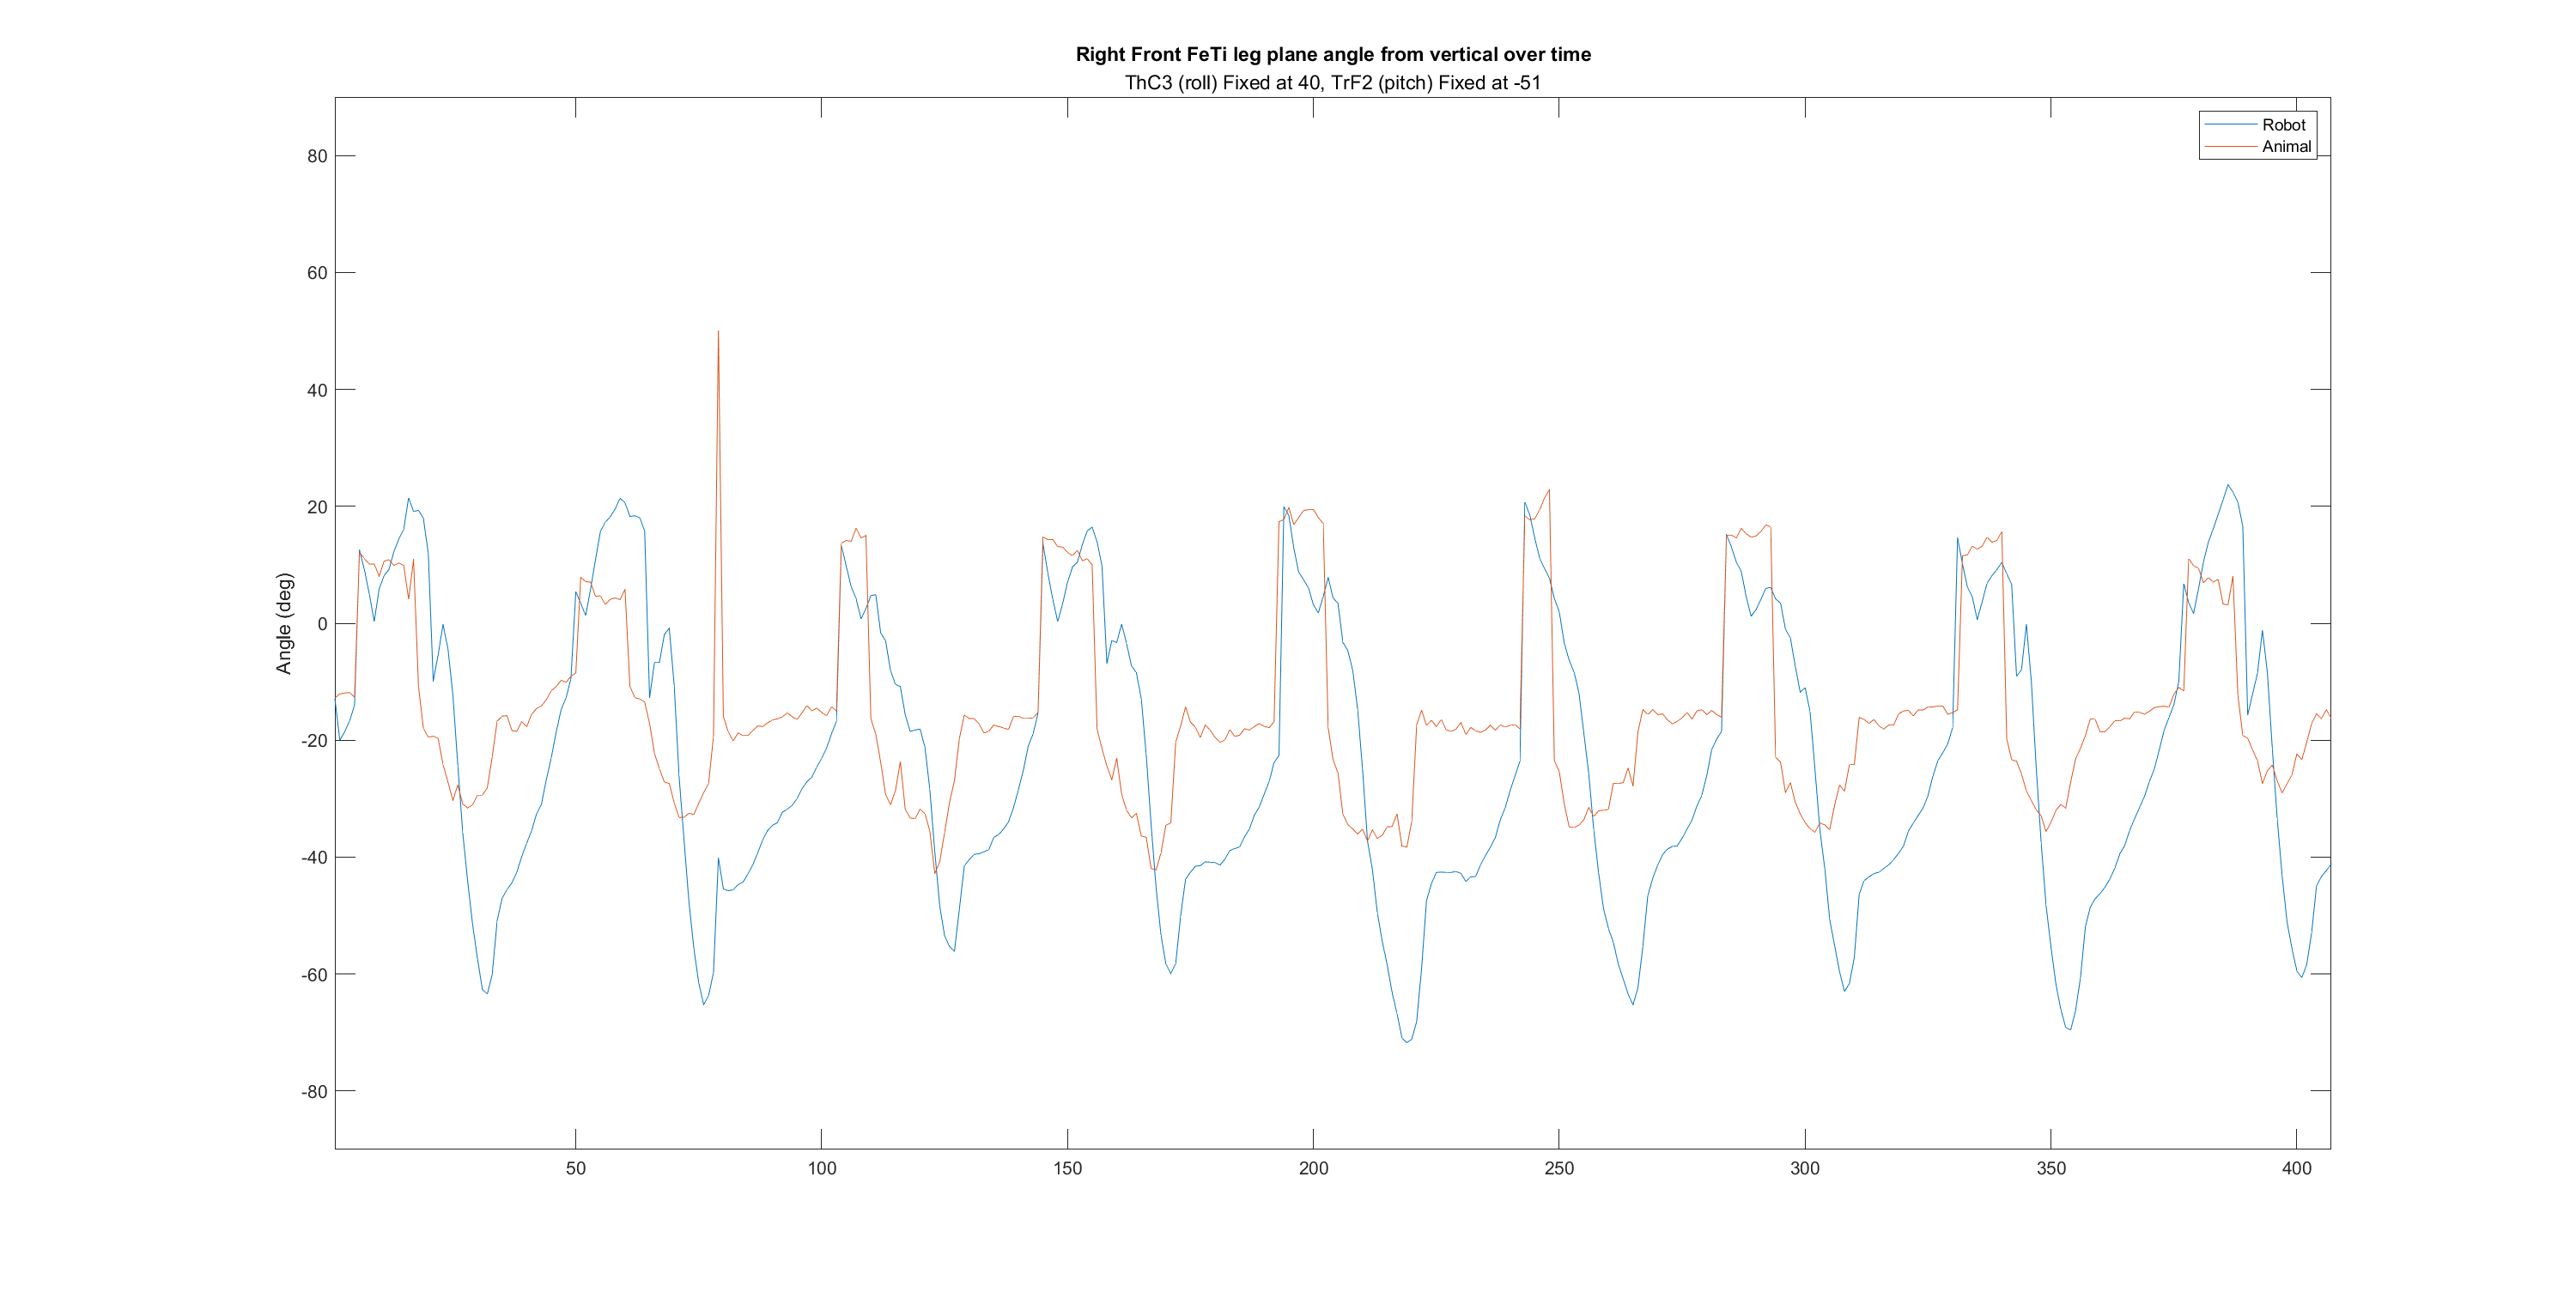 Right Front FeTi leg plane angle from vertical over time
ThC3 (roll) Fixed at 40, TrF2 (pitch) Fixed at -51
Robot
Animal
Angle (deg)
80
60
40
20
0
-20
-40
-60
-80
50 100 150 200 250 300 350 400